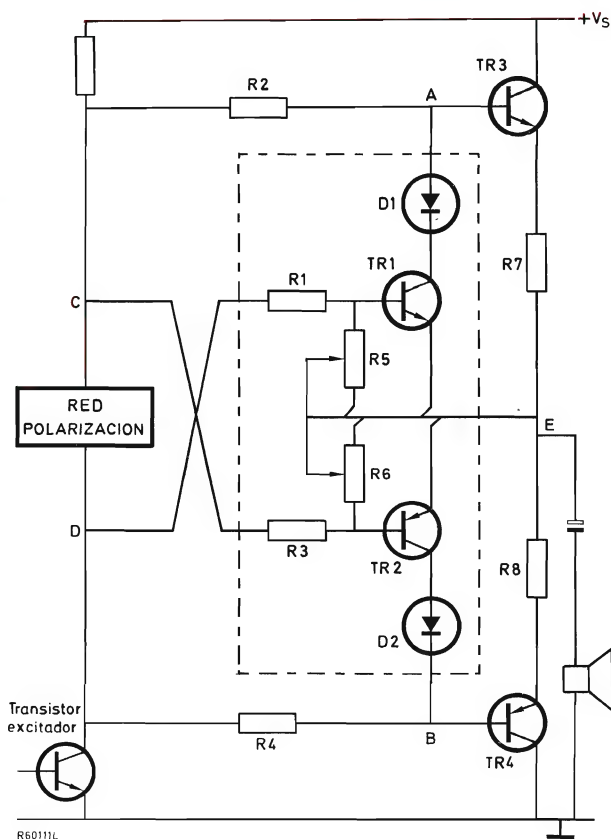 +VS
TR3
R2
A
D1
R7
R1
TR1
C
R5
RED
POLARIZACION
E
R6
D
R3
TR2
R8
D2
Transistor
excitador
R4
B
TR4
R60111L